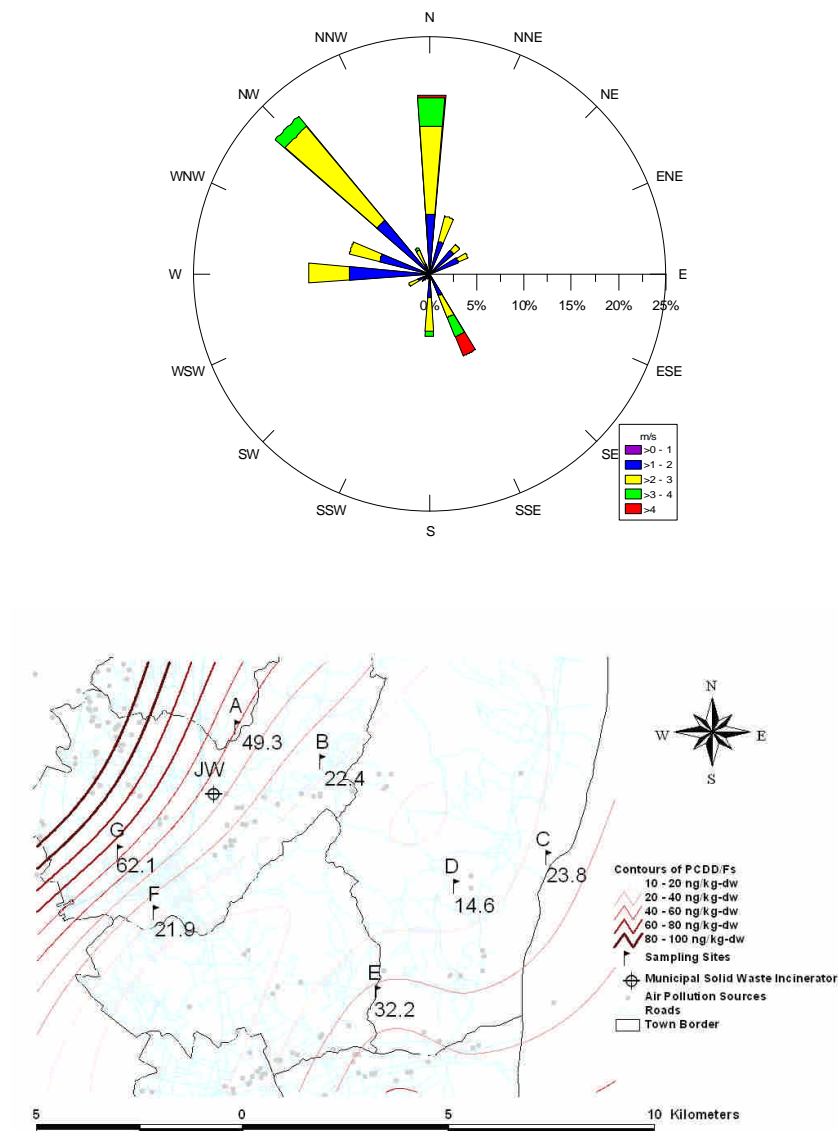 N
NNW
NNE
NW
NE
WNW
ENE
W
E
0%
5%
10%
15%
20%
25%
WSW
ESE
SW
SE
SSW
SSE
S
m/s
>0 - 1
>1 - 2
>2 - 3
>3 - 4
>4
A
49.3
B
22.4
JW
G
62.1
F
21.9
C
23.8
D
14.6
E
32.2
N
W
E
S
Contours of PCDD/Fs
10 - 20 ng/kg-dw
20 - 40 ng/kg-dw
40 - 60 ng/kg-dw
60 - 80 ng/kg-dw
80 - 100 ng/kg-dw
Sampling Sites
Municipal Solid Waste Incinerator
Air Pollution Sources
Roads
Town Border
5 0 5 10 Kilometers